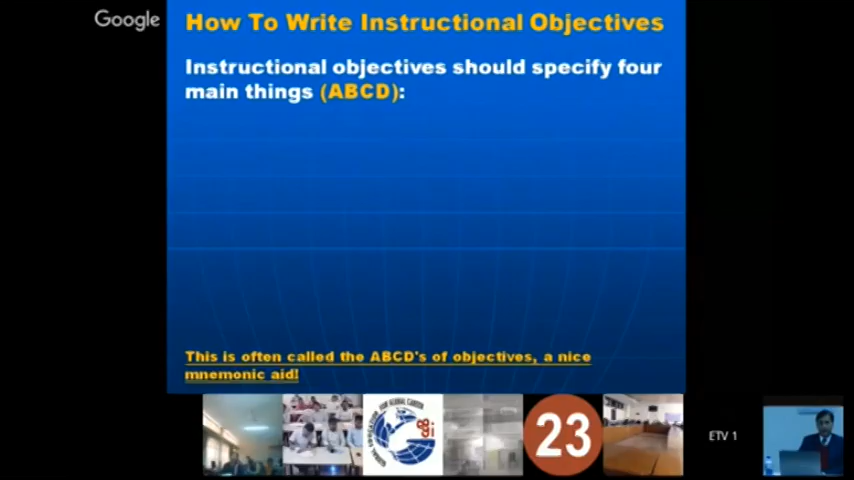 Google
How To Write Instructional Objectives
Instructional objectives should specify four
main things (ABCD):
This is often called the ABCD's of objectives, a nice
mnemonic aid!
23
ETV 1